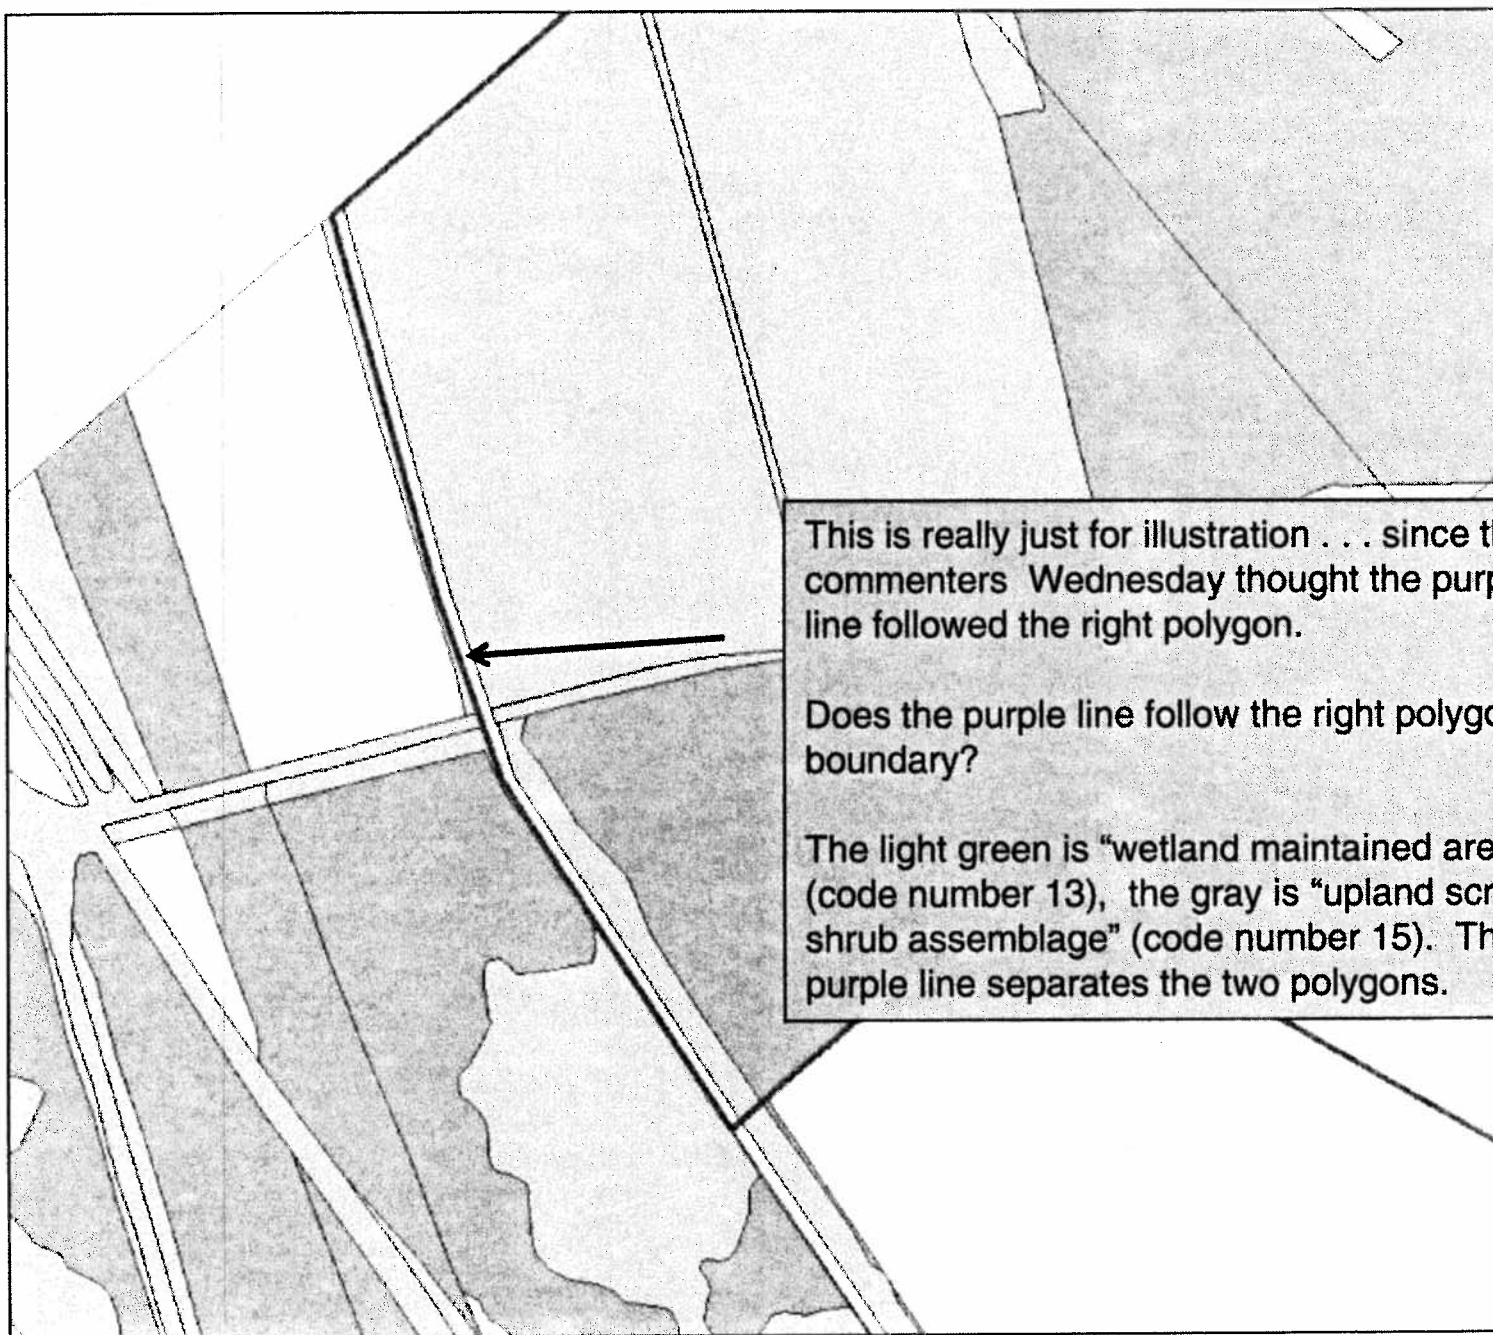 This is really just for illustration . . . since
commenters Wednesday thought the
line followed the right polygon.
Does the purple line follow the right
boundary?
The light green is “wetland maintained
(code number 13), the gray is “upland
shrub assemblage” (code number 15).
purple line separates the two polygons.